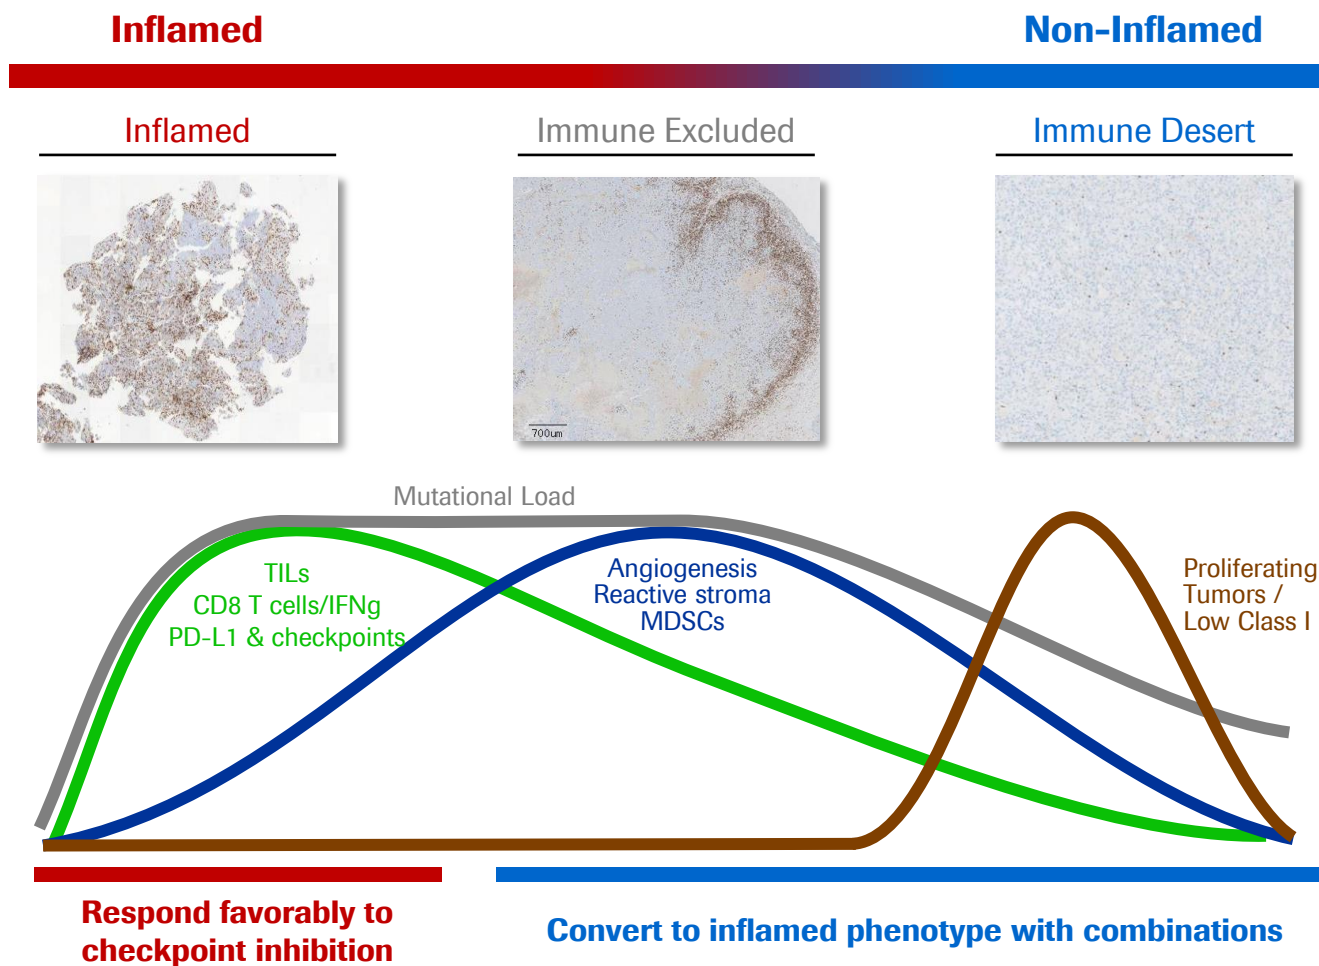 Inflamed
Non-Inflamed
Inflamed
Immune Excluded
Immune Desert
700um
Mutational Load
TILs
CD8 T cells/IFNg
PD-L1 & checkpoints
Angiogenesis
Reactive stroma
MDSCs
Proliferating
Tumors /
Low Class I
Respond favorably to
checkpoint inhibition
Convert to inflamed phenotype with combinations